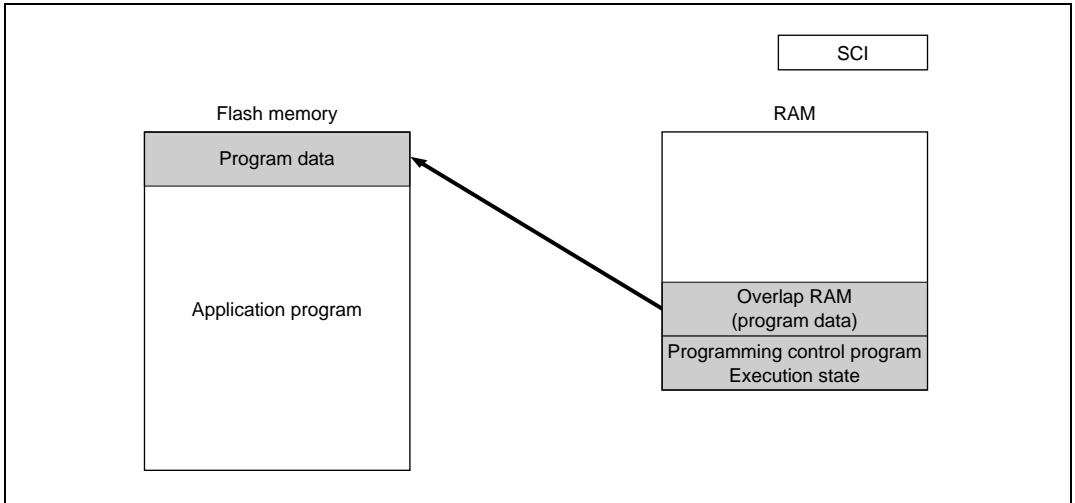 SCI
Flash memory
RAM
Program data
Application program
Overlap RAM
(program data)
Programming control program
Execution state